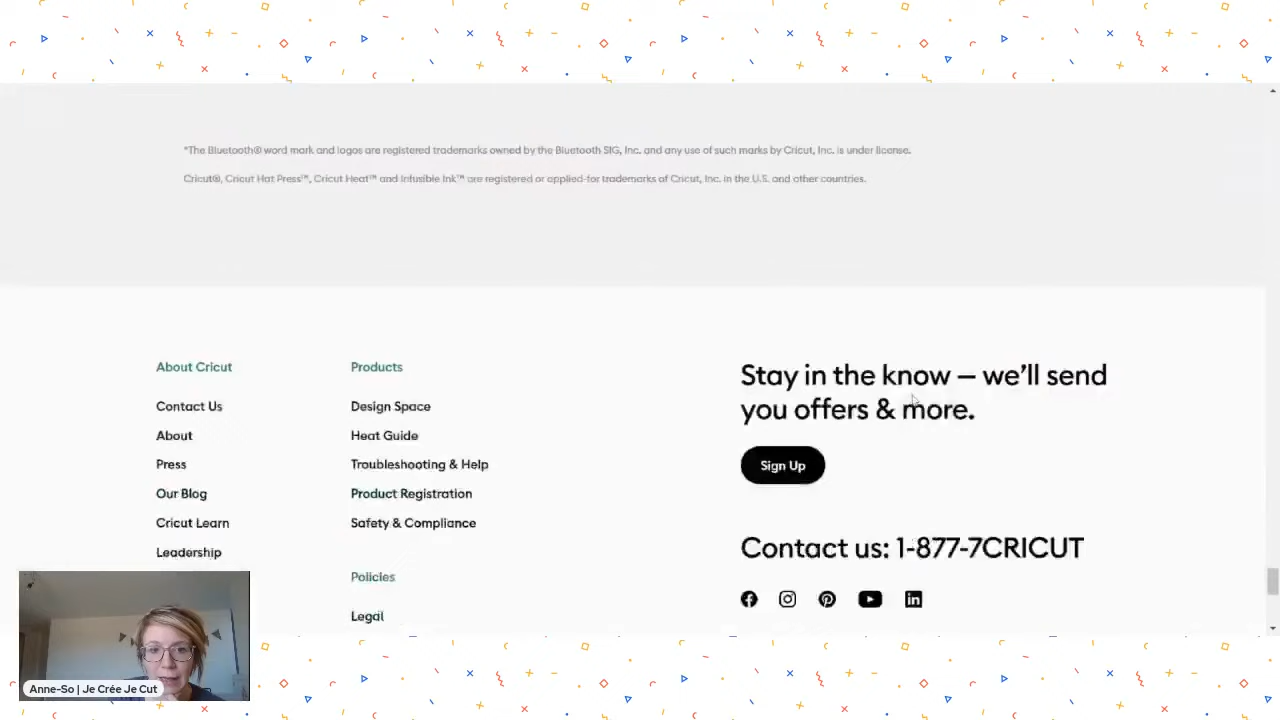 *The Bluetooth® word mark and logos are registered trademarks owned by the Bluetooth SIG, Inc. and any use of such marks by Cricut, Inc. is under license.
Cricut®, Cricut Hat Press™, Cricut Heat™ and Infusible Ink™ are registered or applied-for trademarks of Cricut, Inc. in the U.S. and other countries.
About Cricut
Contact Us
About
Press
Our Blog
Cricut Learn
Leadership
Products
Design Space
Heat Guide
Troubleshooting & Help
Product Registration
Safety & Compliance
Policies
Legal
Stay in the know — we'll send
you offers & more.
Sign Up
Contact us: 1-877-7CRICUT
Anne-So | Je Crée Je Cut